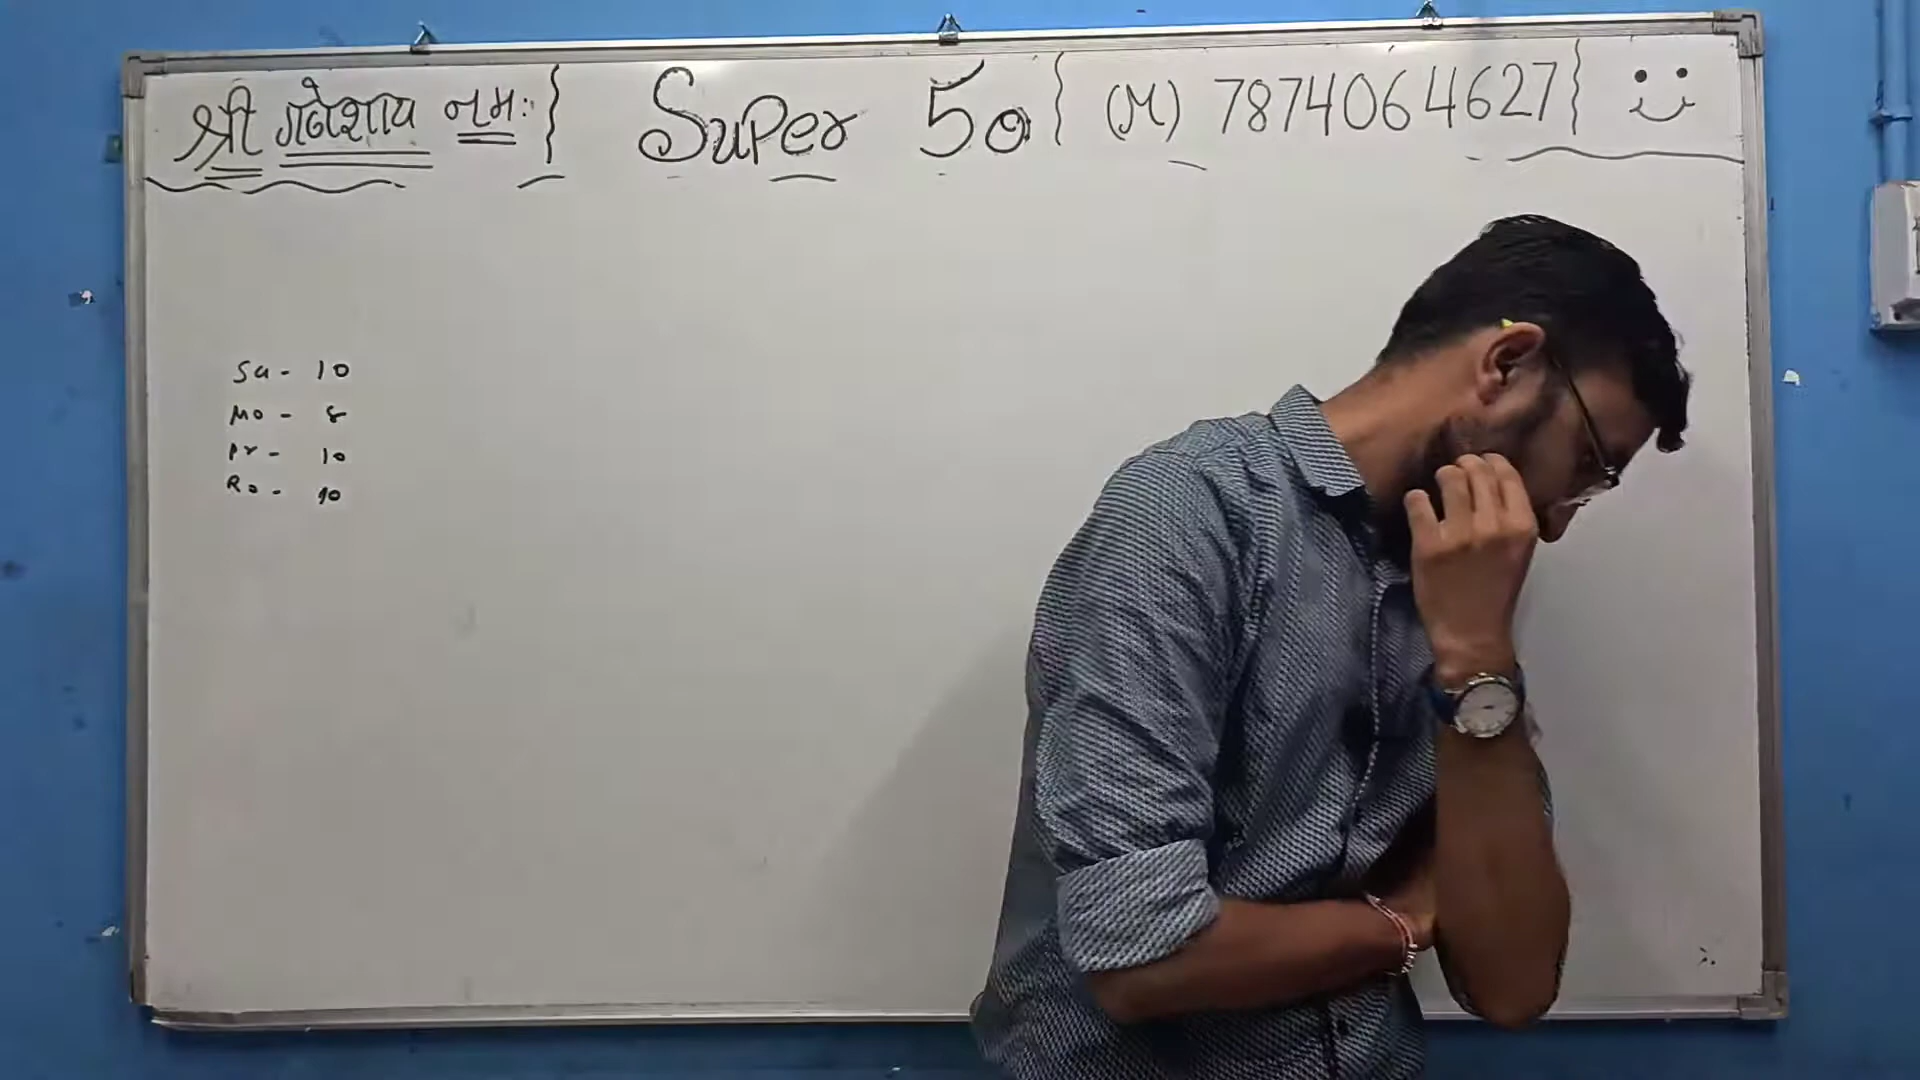 श्री गणेशाय नमः } Super 50 { (M) 7874064627 }
Su - 10
Mo - 8
Pr - 10
Ro - 10